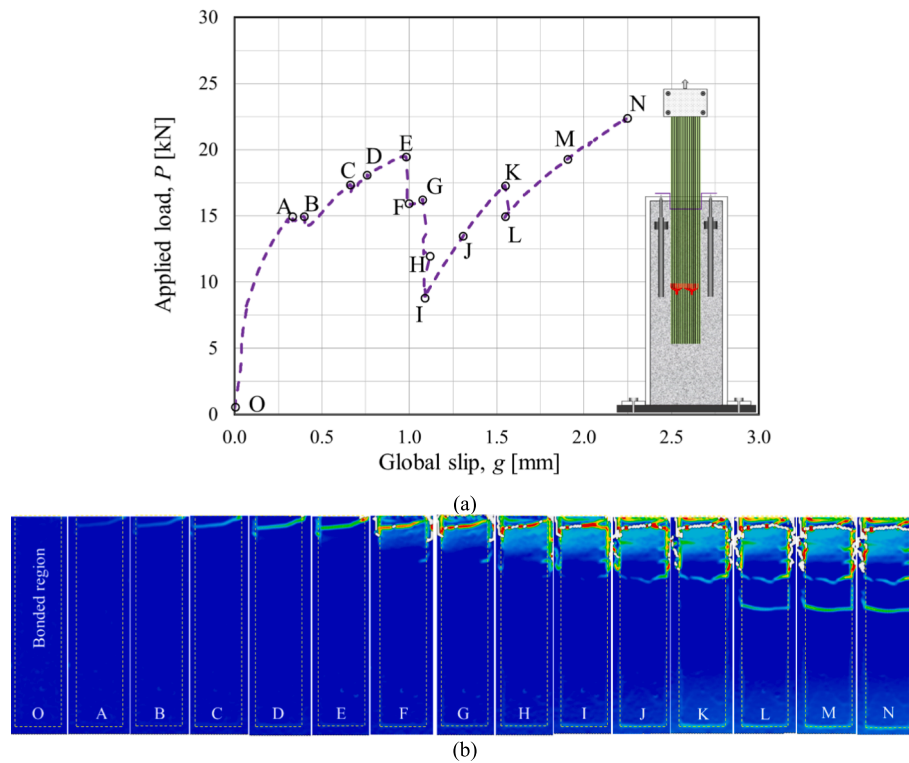 30
25
20
15
10
5
0
Applied load, P [kN]
O
A
B
C
D
E
F
G
H
I
J
K
L
M
N
0.0 0.5 1.0 1.5 2.0 2.5 3.0
Global slip, g [mm]
(a)
Bonded region
O A B C D E F G H I J K L M N
(b)